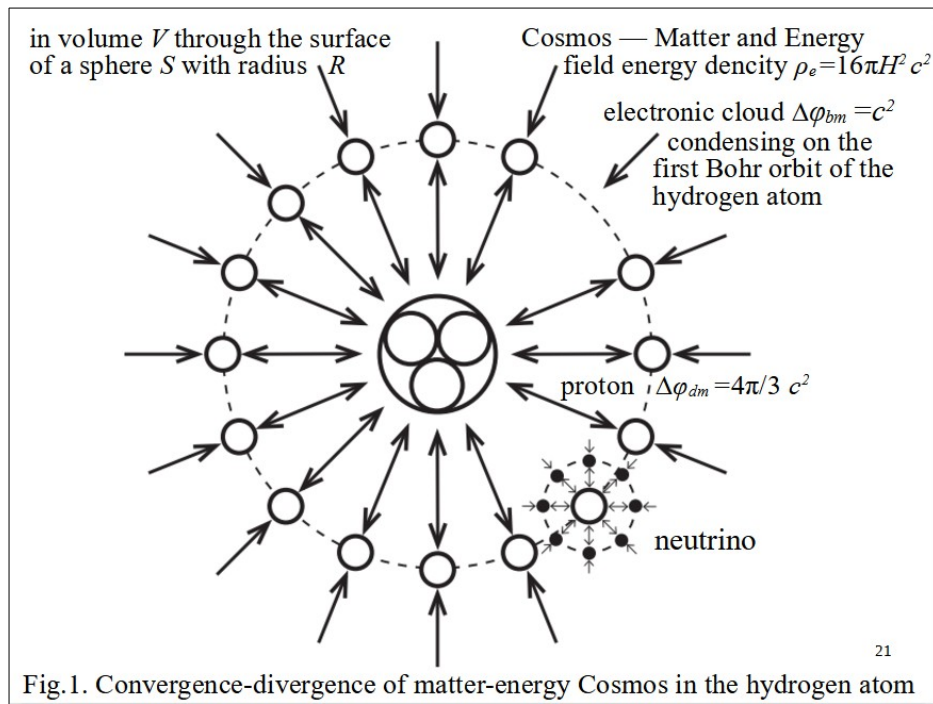 in volume V through the surface
of a sphere S with radius R
Cosmos — Matter and Energy
field energy dencity ρₑ=16πH² c²
electronic cloud Δφbm =c²
condensing on the
first Bohr orbit of the
hydrogen atom
proton Δφdm =4π/3 c²
neutrino
21
Fig.1. Convergence-divergence of matter-energy Cosmos in the hydrogen atom